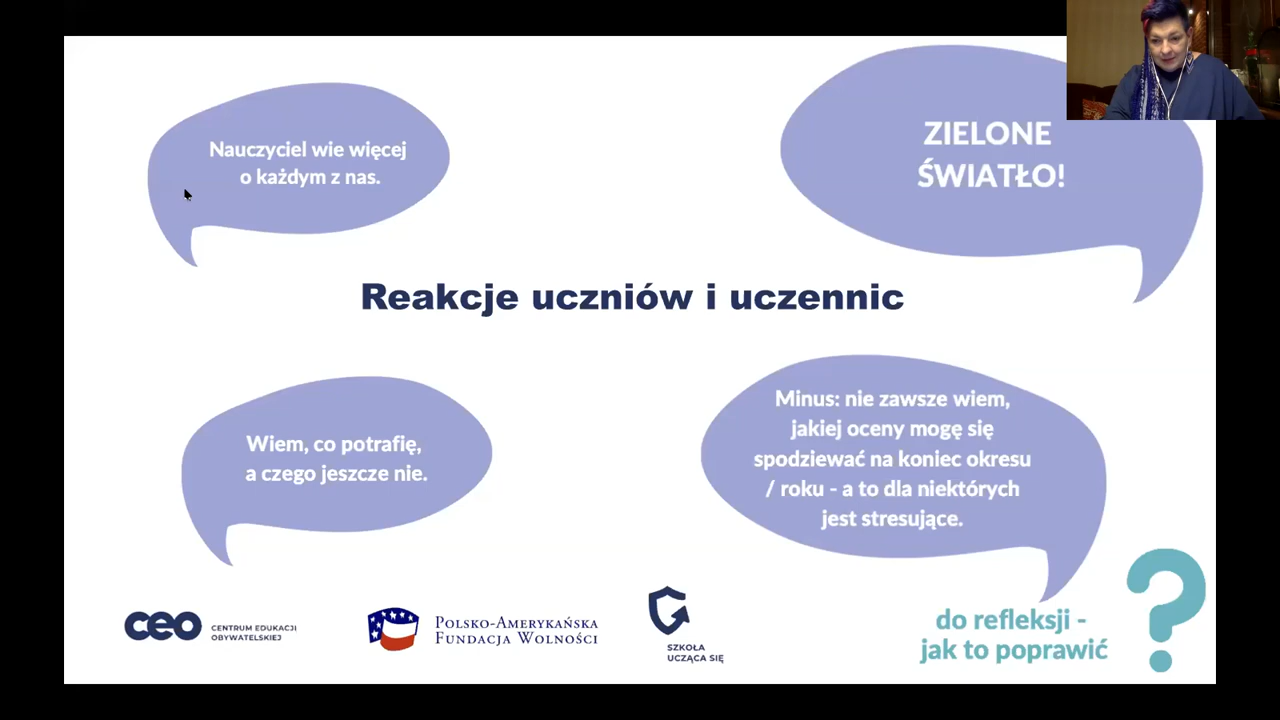 Nauczyciel wie więcej
o każdym z nas.
ZIELONE
ŚWIATŁO!
Reakcje uczniów i uczennic
Wiem, co potrafię,
a czego jeszcze nie.
Minus: nie zawsze wiem,
jakiej oceny mogę się
spodziewać na koniec okresu
/ roku - a to dla niektórych
jest stresujące.
do refleksji -
jak to poprawić
?
ceo
CENTRUM EDUKACJI
OBYWATELSKIEJ
POLSKO-AMERYKAŃSKA
FUNDACJA WOLNOŚCI
SZKOŁA
UCZĄCA SIĘ